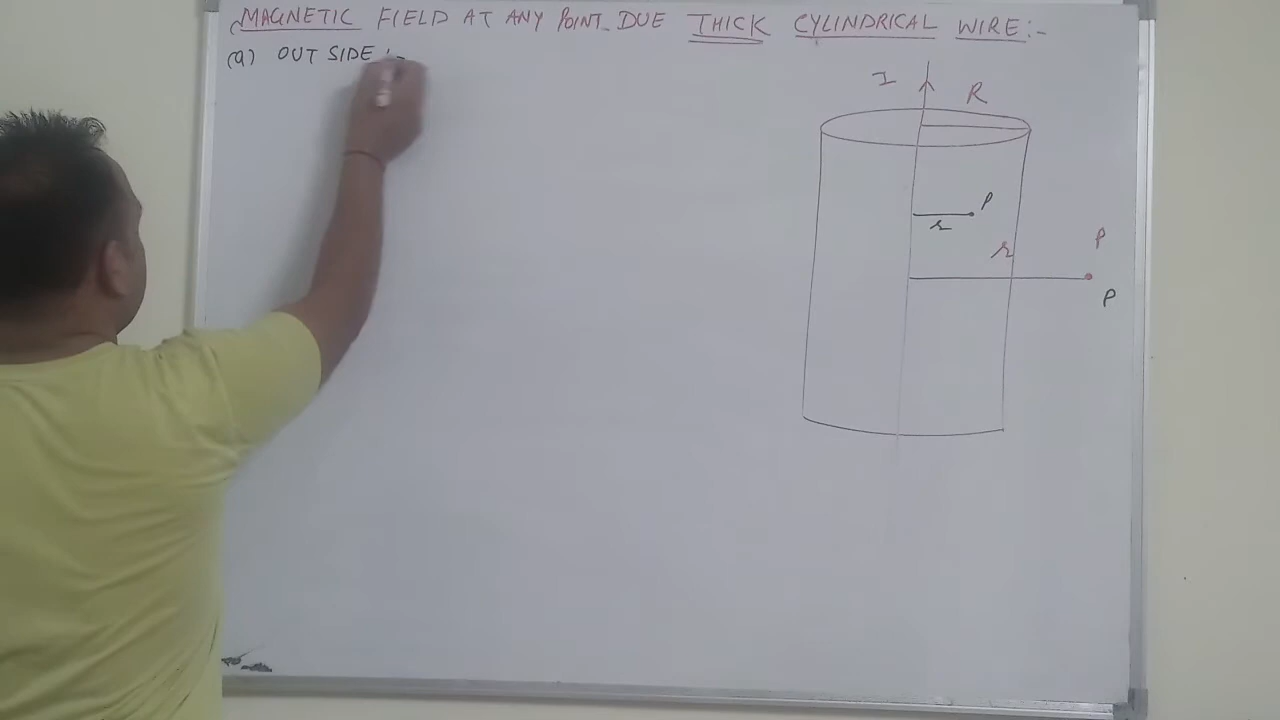 MAGNETIC FIELD AT ANY POINT DUE THICK CYLINDRICAL WIRE:-
(a) OUT SIDE :-
I
R
P
r
r
P
P